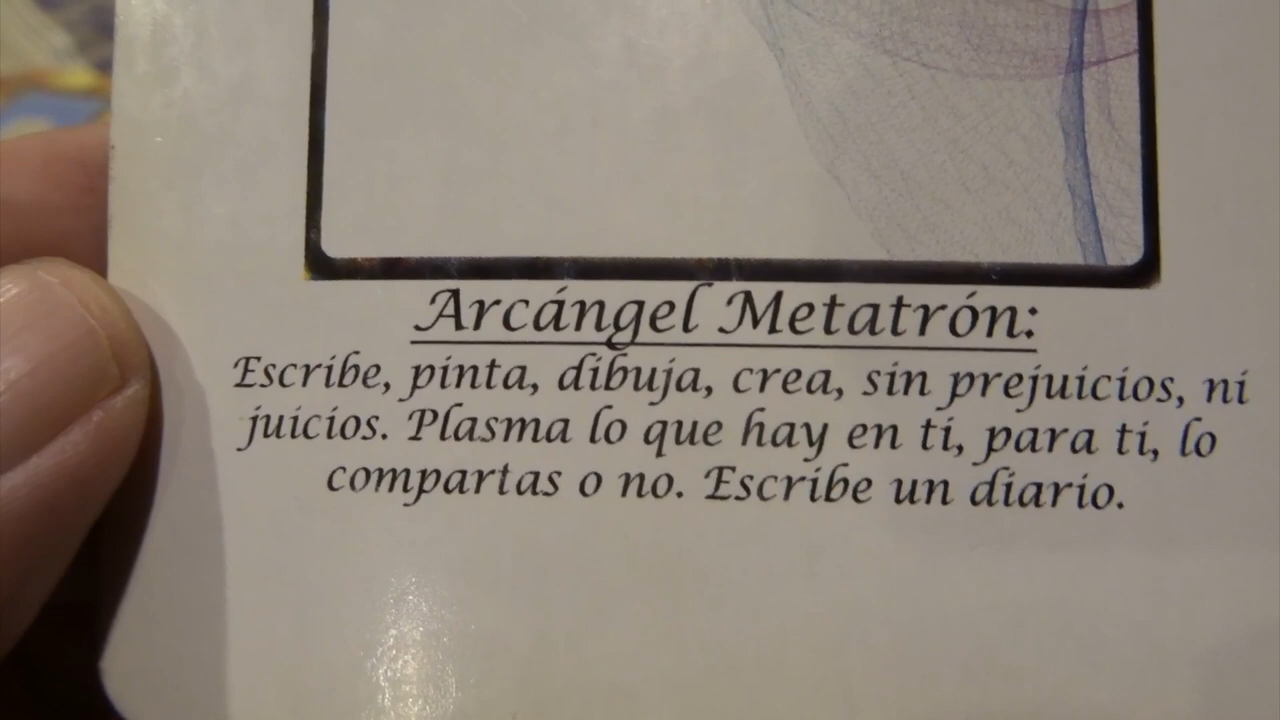 Arcángel Metatrón:
Escribe, pinta, dibuja, crea, sin prejuicios, ni
juicios. Plasma lo que hay en ti, para ti, lo
compartas o no. Escribe un diario.